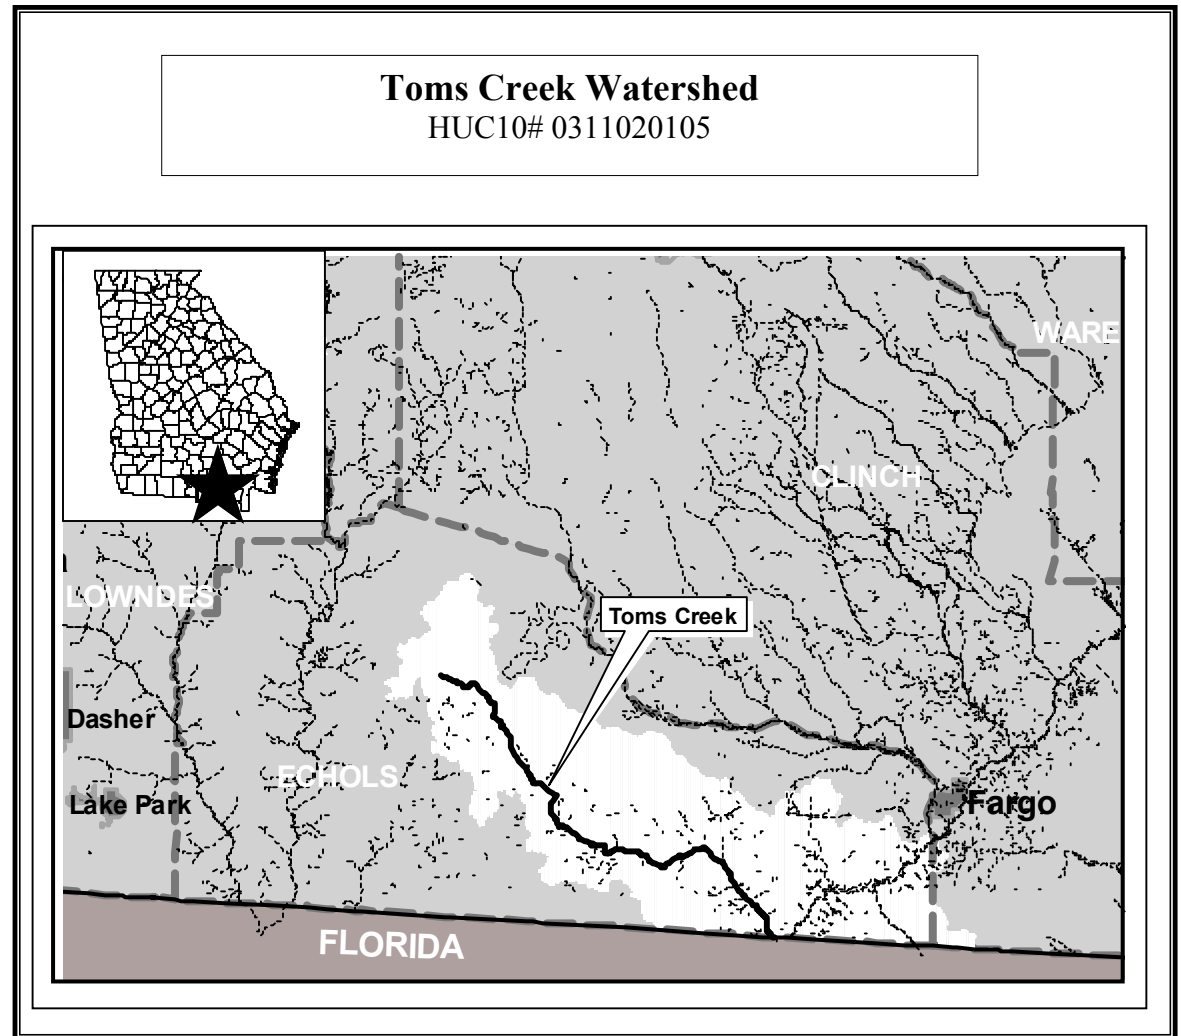 Toms Creek Watershed
HUC10# 0311020105
WARE
CLINCH
LOWNDES
Toms Creek
Dasher
ECHOLS
Lake Park
Fargo
FLORIDA